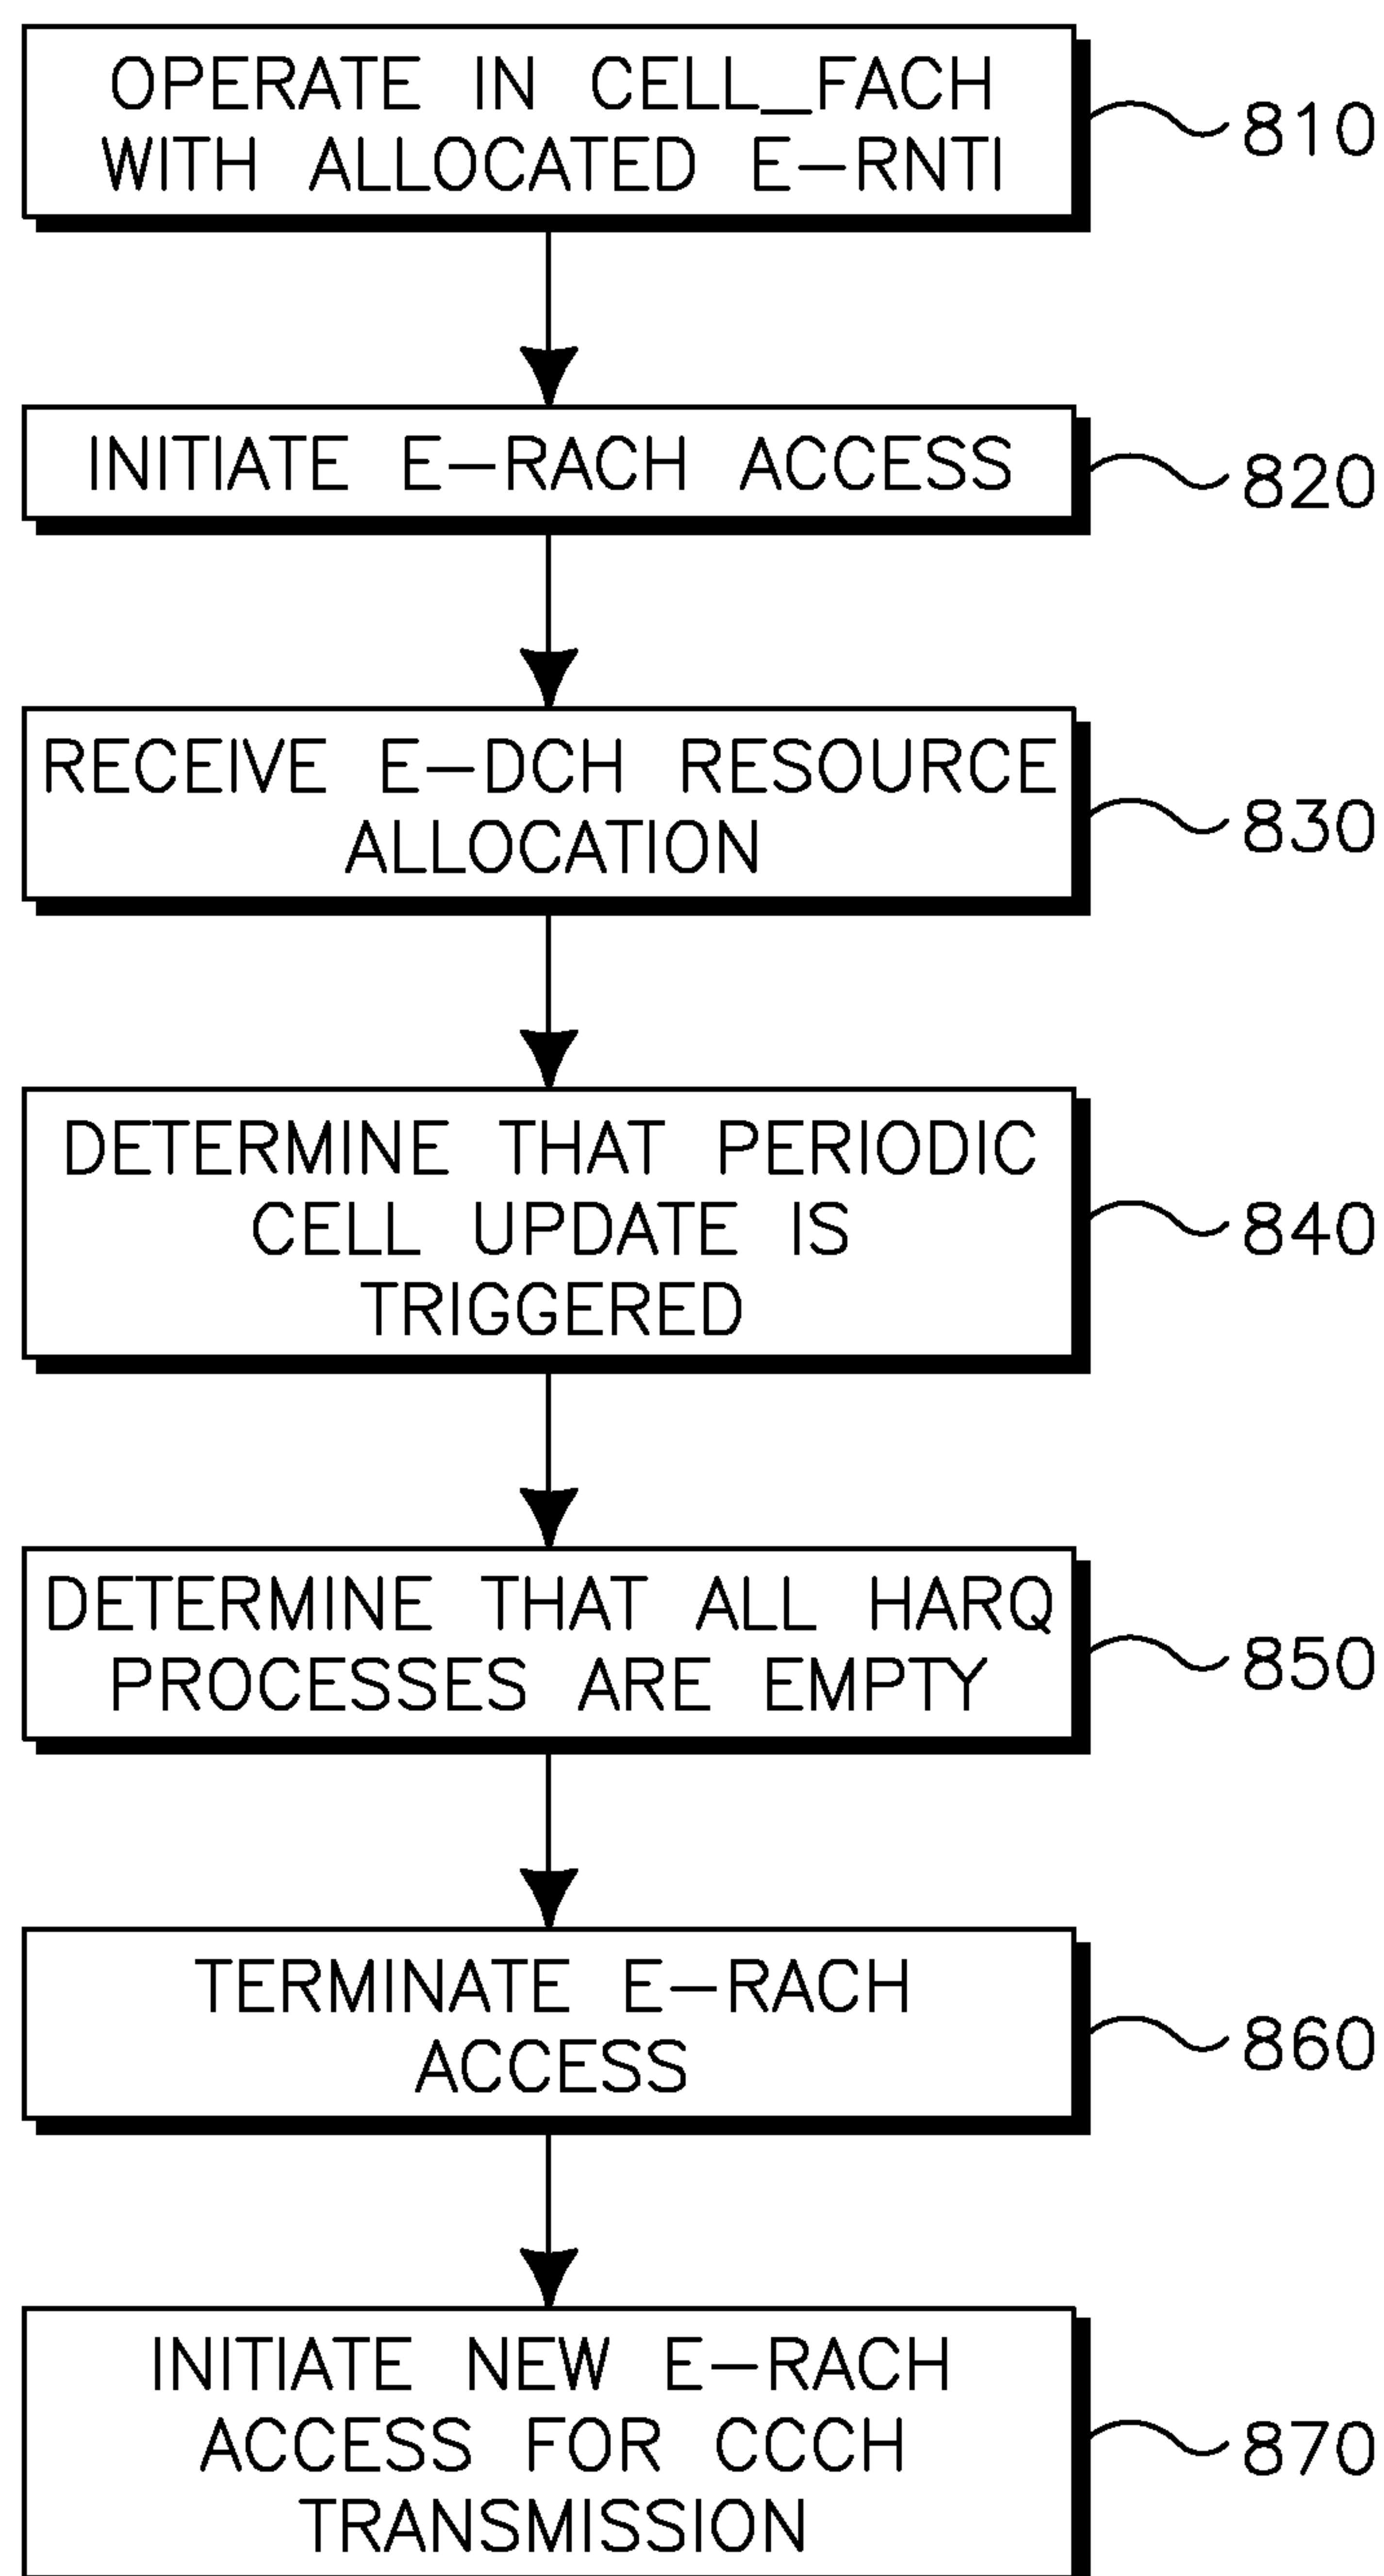 OPERATE IN CELL_FACH
WITH ALLOCATED E-RNTI
810
INITIATE E-RACH ACCESS
820
RECEIVE E-DCH RESOURCE
ALLOCATION
830
DETERMINE THAT PERIODIC
CELL UPDATE IS
TRIGGERED
840
DETERMINE THAT ALL HARQ
PROCESSES ARE EMPTY
850
TERMINATE E-RACH
ACCESS
860
INITIATE NEW E-RACH
ACCESS FOR CCCH
TRANSMISSION
870